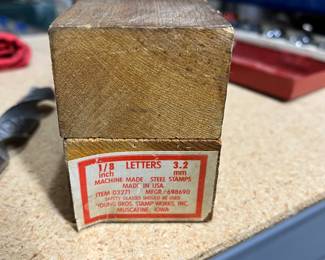 1/8 LETTERS 3.2
inch mm
MACHINE MADE STEEL STAMPS
MADE IN USA
ITEM 03271 MFGR./698690
SAFETY GLASSES SHOULD BE USED
YOUNG BROS. STAMP WORKS, INC.
MUSCATINE, IOWA